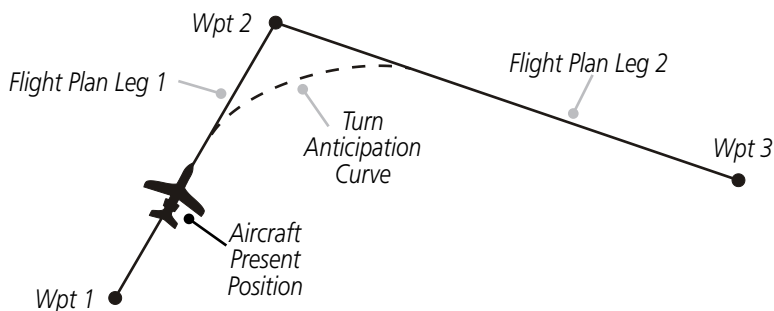 Wpt 2
Flight Plan Leg 1
Flight Plan Leg 2
Turn
Anticipation
Curve
Wpt 3
Aircraft
Present
Position
Wpt 1